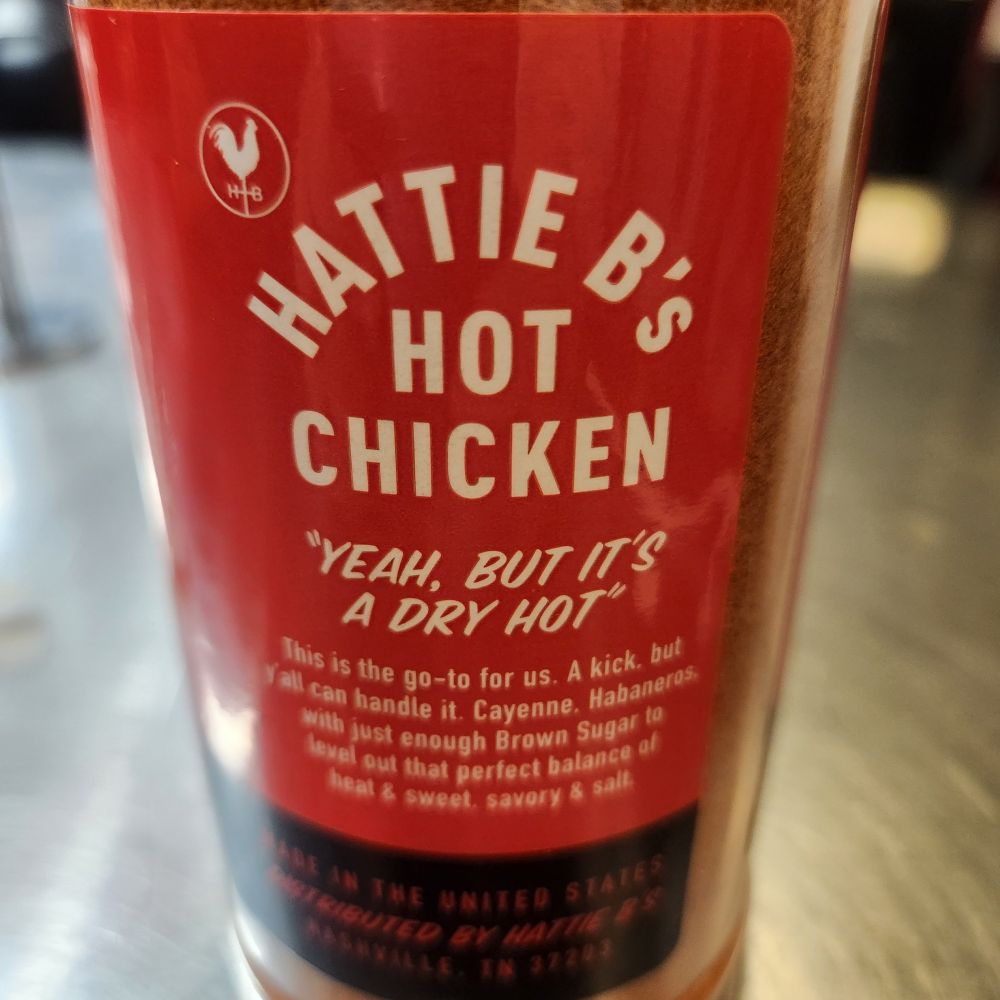 H B
HATTIE B's
HOT
CHICKEN
"YEAH, BUT IT'S
A DRY HOT"
This is the go-to for us. A kick, but
y'all can handle it. Cayenne, Habaneros,
with just enough Brown Sugar to
level out that perfect balance of
heat & sweet, savory & salt.
MADE IN THE UNITED STATES
DISTRIBUTED BY HATTIE B'S
NASHVILLE, TN 37203